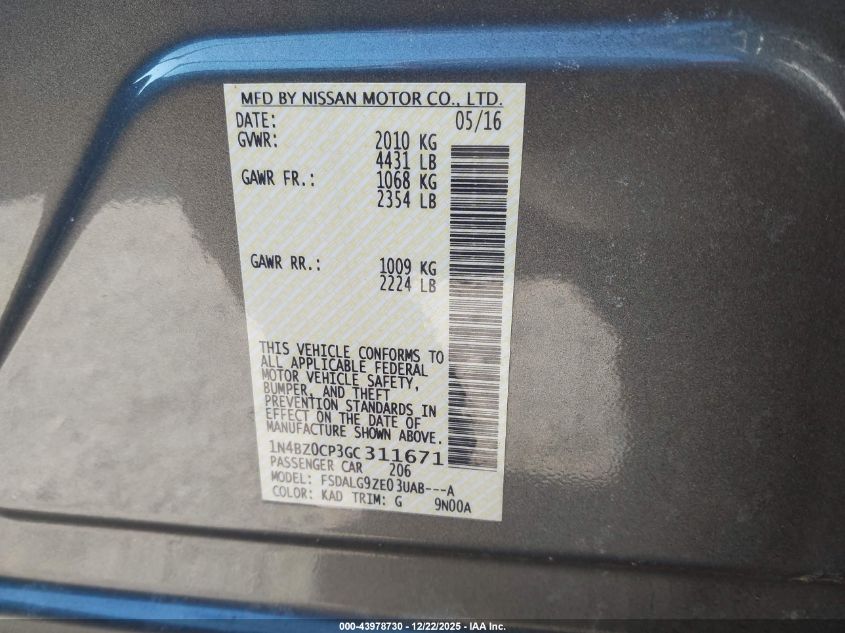 MFD BY NISSAN MOTOR CO., LTD.
DATE: 05/16
GVWR: 2010 KG
4431 LB
GAWR FR.: 1068 KG
2354 LB
GAWR RR.: 1009 KG
2224 LB
THIS VEHICLE CONFORMS TO
ALL APPLICABLE FEDERAL
MOTOR VEHICLE SAFETY,
BUMPER, AND THEFT
PREVENTION STANDARDS IN
EFFECT ON THE DATE OF
MANUFACTURE SHOWN ABOVE.
1N4BZ0CP3GC311671
PASSENGER CAR 206
MODEL: FSDALG9ZE03UAB---A
COLOR: KAD TRIM: G 9N00A
000-43978730 - 12/22/2025 - IAA Inc.